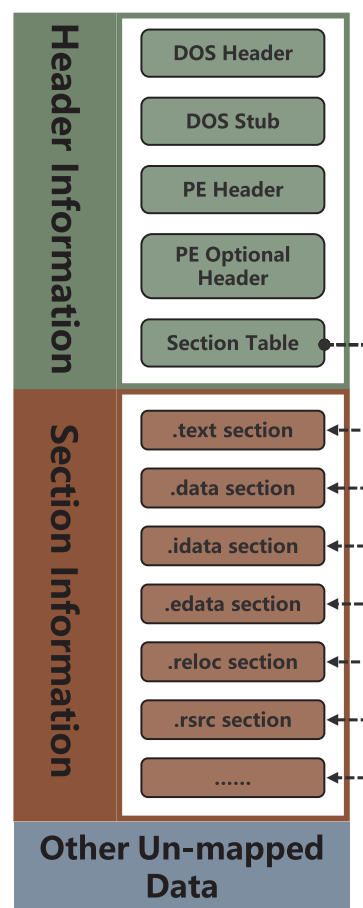 Header Information
DOS Header
DOS Stub
PE Header
PE Optional
Header
Section Table
Section Information
.text section
.data section
.idata section
.edata section
.reloc section
.rsrc section
......
Other Un-mapped
Data